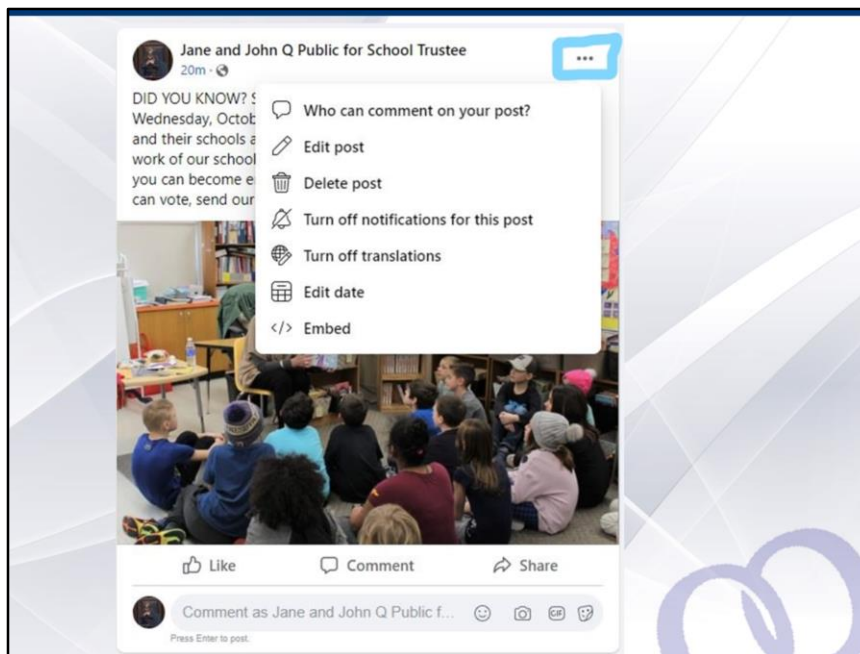 Jane and John Q Public for School Trustee
20m
DID YOU KNOW?
Wednesday,
and their schools
work of our school
you can become
can vote, send our
Who can comment on your post?
Edit post
Delete post
Turn off notifications for this post
Turn off translations
Edit date
</> Embed
Like Comment Share
Comment as Jane and John Q Public f... GIF
Press Enter to post.